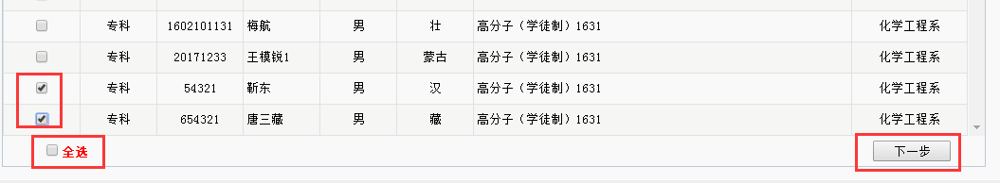 专科 1602101131 梅航 男 壮 高分子（学徒制）1631 化学工程系
专科 20171233 王模锐1 男 蒙古 高分子（学徒制）1631 化学工程系
专科 54321 靳东 男 汉 高分子（学徒制）1631 化学工程系
专科 654321 唐三藏 男 藏 高分子（学徒制）1631 化学工程系
全选 下一步